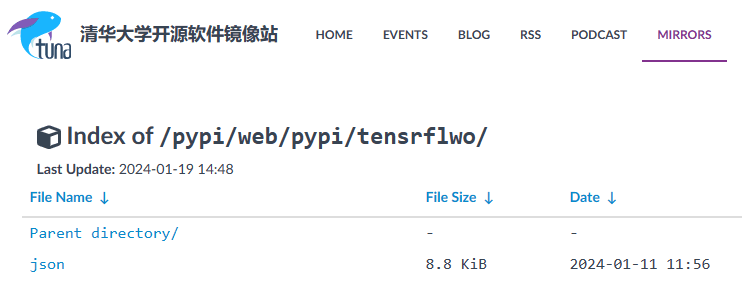 tuna 清华大学开源软件镜像站 HOME EVENTS BLOG RSS PODCAST MIRRORS
Index of /pypi/web/pypi/tensrflwo/
Last Update: 2024-01-19 14:48
File Name ↓ File Size ↓ Date ↓
Parent directory/ - -
json 8.8 KiB 2024-01-11 11:56